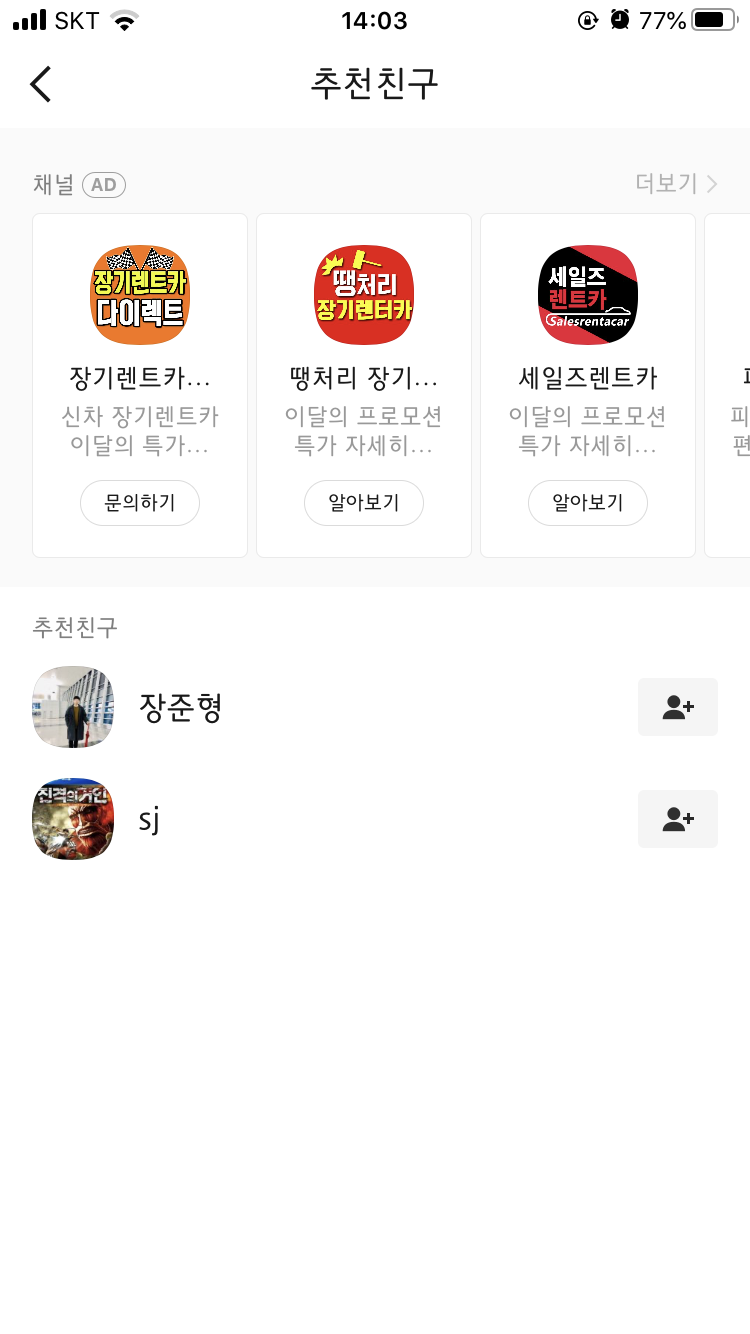 SKT 14:03 77%
추천친구
채널 AD 더보기
장기렌트카
다이렉트
땡처리
장기렌터카
세일즈
렌트카
Salesrentacar
장기렌트카... 땡처리 장기... 세일즈렌트카
신차 장기렌트카 이달의 프로모션 이달의 프로모션 피
이달의 특가... 특가 자세히... 특가 자세히... 편
문의하기 알아보기 알아보기
추천친구
장준형
진격의 거인
sj